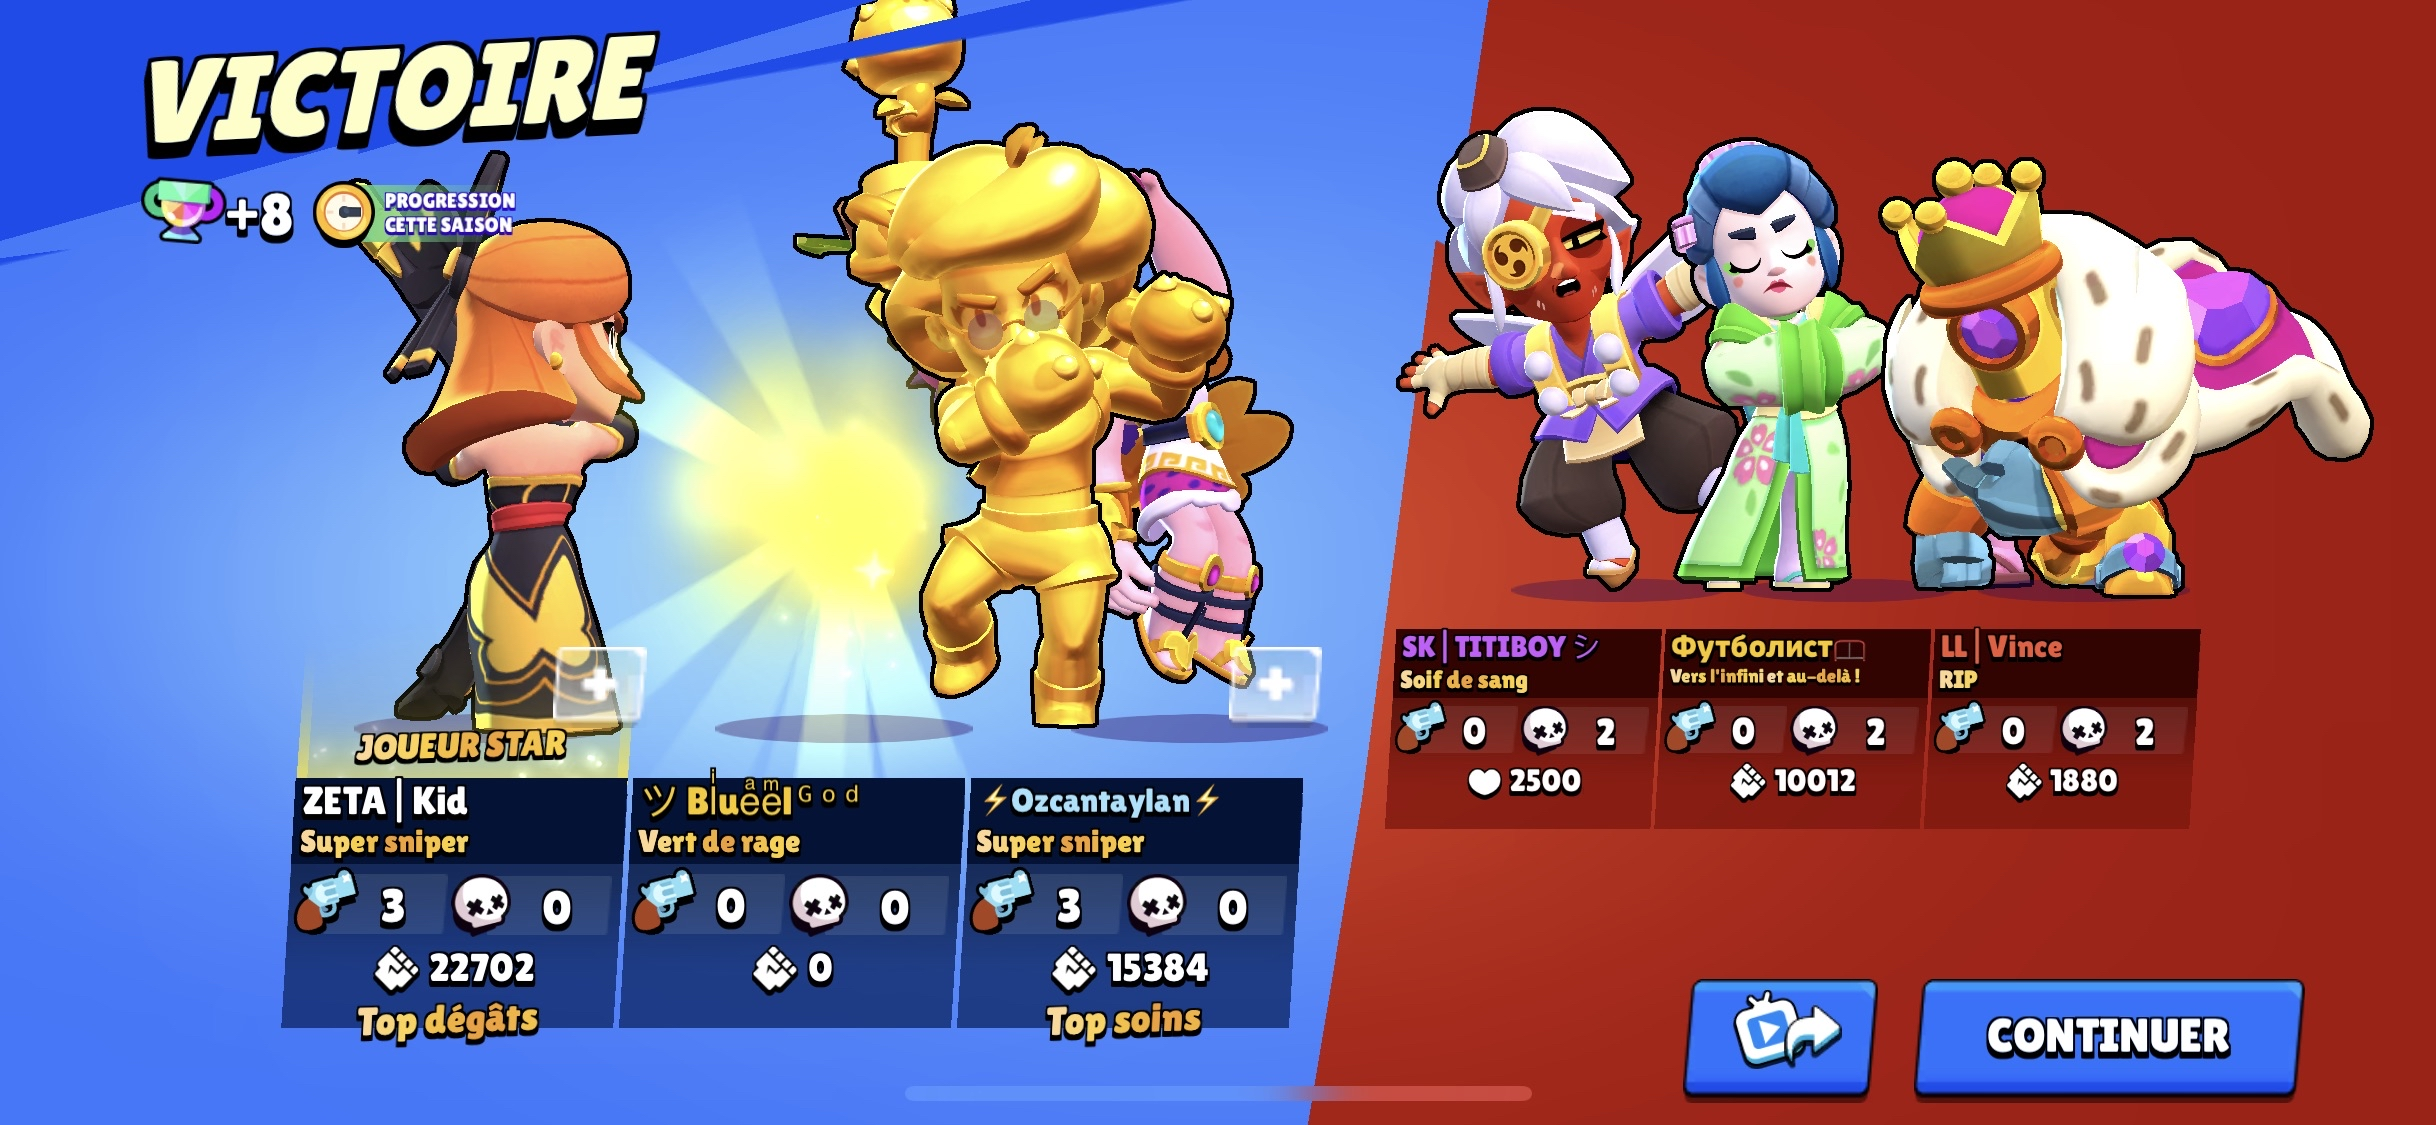 VICTOIRE
+8
PROGRESSION
CETTE SAISON
JOUEUR STAR
ZETA | Kid
Super sniper
3 0
22702
Top dégâts
ツ Blueel God
i am
Vert de rage
0 0
0
⚡Ozcantaylan⚡
Super sniper
3 0
15384
Top soins
SK | TITIBOY シ
Soif de sang
0 2
2500
Футболист
Vers l'infini et au-delà !
0 2
10012
LL | Vince
RIP
0 2
1880
CONTINUER